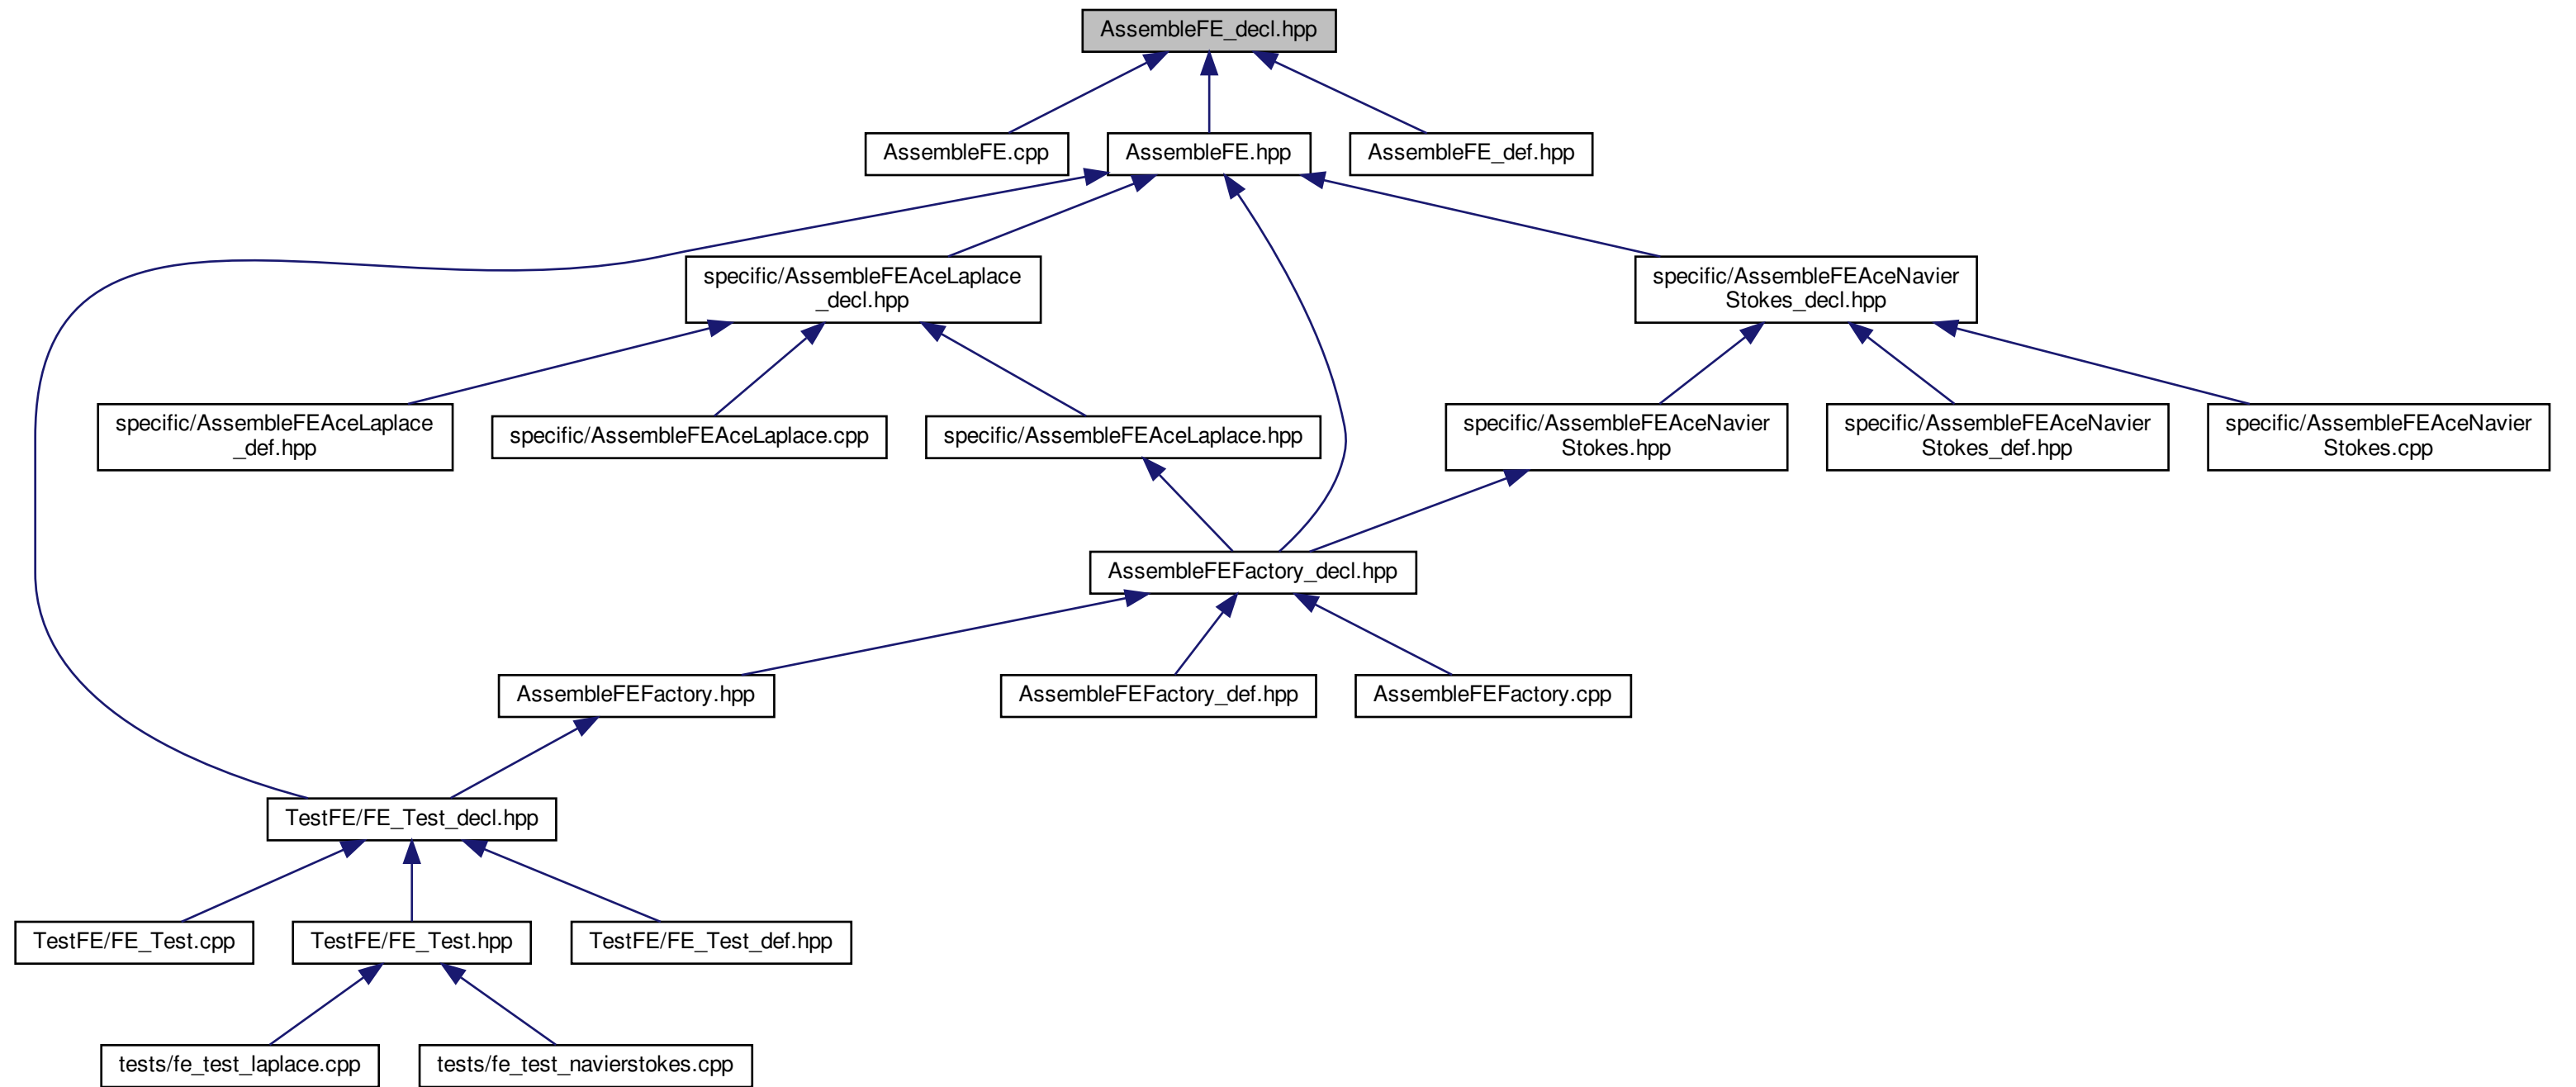 AssembleFE_decl.hpp
AssembleFE.cpp
AssembleFE.hpp
AssembleFE_def.hpp
specific/AssembleFEAceLaplace
_decl.hpp
specific/AssembleFEAceNavier
Stokes_decl.hpp
specific/AssembleFEAceLaplace
_def.hpp
specific/AssembleFEAceLaplace.cpp
specific/AssembleFEAceLaplace.hpp
specific/AssembleFEAceNavier
Stokes.hpp
specific/AssembleFEAceNavier
Stokes_def.hpp
specific/AssembleFEAceNavier
Stokes.cpp
AssembleFEFactory_decl.hpp
AssembleFEFactory.hpp
AssembleFEFactory_def.hpp
AssembleFEFactory.cpp
TestFE/FE_Test_decl.hpp
TestFE/FE_Test.cpp
TestFE/FE_Test.hpp
TestFE/FE_Test_def.hpp
tests/fe_test_laplace.cpp
tests/fe_test_navierstokes.cpp